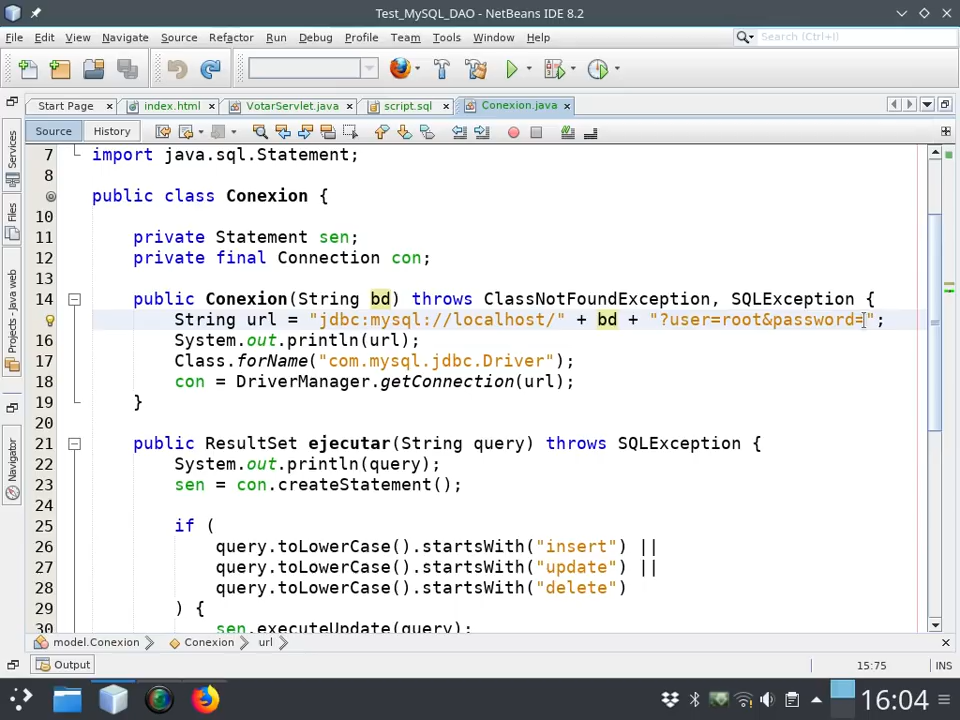 Test_MySQL_DAO - NetBeans IDE 8.2
File Edit View Navigate Source Refactor Run Debug Profile Team Tools Window Help
Search (Ctrl+I)
Start Page index.html VotarServlet.java script.sql Conexion.java
Source History
Services
Files
Projects - Java web
Navigator
7 import java.sql.Statement;
8
public class Conexion {
10
11 private Statement sen;
12 private final Connection con;
13
14 public Conexion(String bd) throws ClassNotFoundException, SQLException {
String url = "jdbc:mysql://localhost/" + bd + "?user=root&password=";
16 System.out.println(url);
17 Class.forName("com.mysql.jdbc.Driver");
18 con = DriverManager.getConnection(url);
19 }
20
21 public ResultSet ejecutar(String query) throws SQLException {
22 System.out.println(query);
23 sen = con.createStatement();
24
25 if (
26 query.toLowerCase().startsWith("insert") ||
27 query.toLowerCase().startsWith("update") ||
28 query.toLowerCase().startsWith("delete")
29 ) {
30 sen.executeUpdate(query);
model.Conexion Conexion url
Output
15:75 INS
16:04